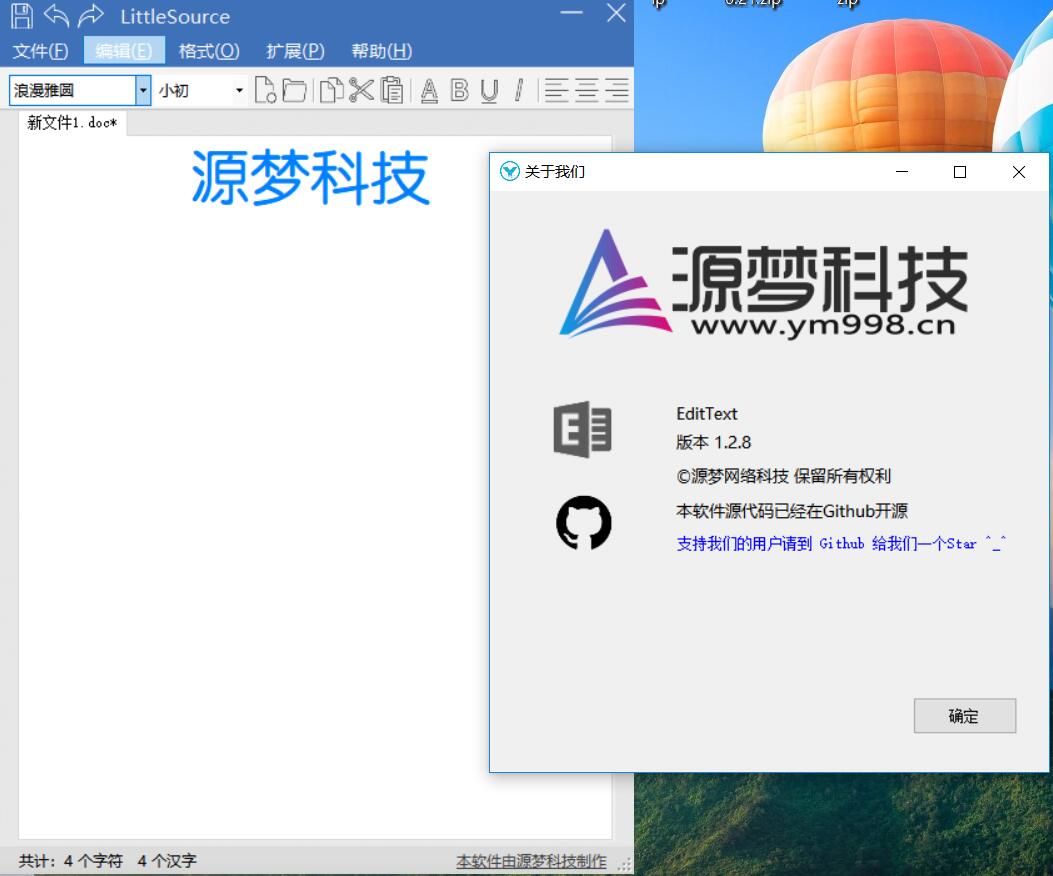 LittleSource
文件(F) 编辑(E) 格式(O) 扩展(P) 帮助(H)
浪漫雅圆 小初
新文件1.doc*
源梦科技
共计：4 个字符 4 个汉字
本软件由源梦科技制作
zip
关于我们
源梦科技
www.ym998.cn
EditText
版本 1.2.8
©源梦网络科技 保留所有权利
本软件源代码已经在Github开源
支持我们的用户请到 Github 给我们一个Star ^_^
确定